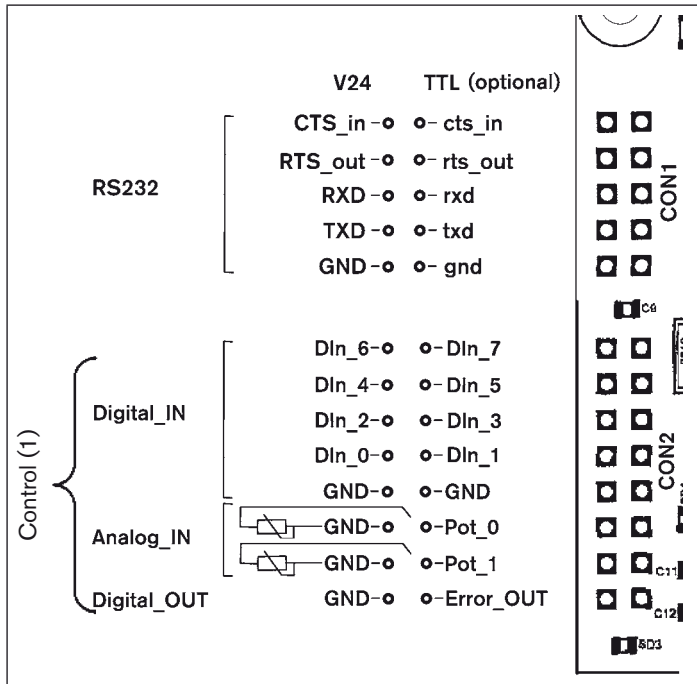 V24 TTL (optional)
CTS_in cts_in
RTS_out rts_out
RS232 RXD rxd CON1
TXD txd
GND gnd
C9
DIn_6 DIn_7
DIn_4 DIn_5
Digital_IN DIn_2 DIn_3
Control (1) DIn_0 DIn_1 CON2
GND GND
Analog_IN GND Pot_0
GND Pot_1 C11
Digital_OUT GND Error_OUT C12